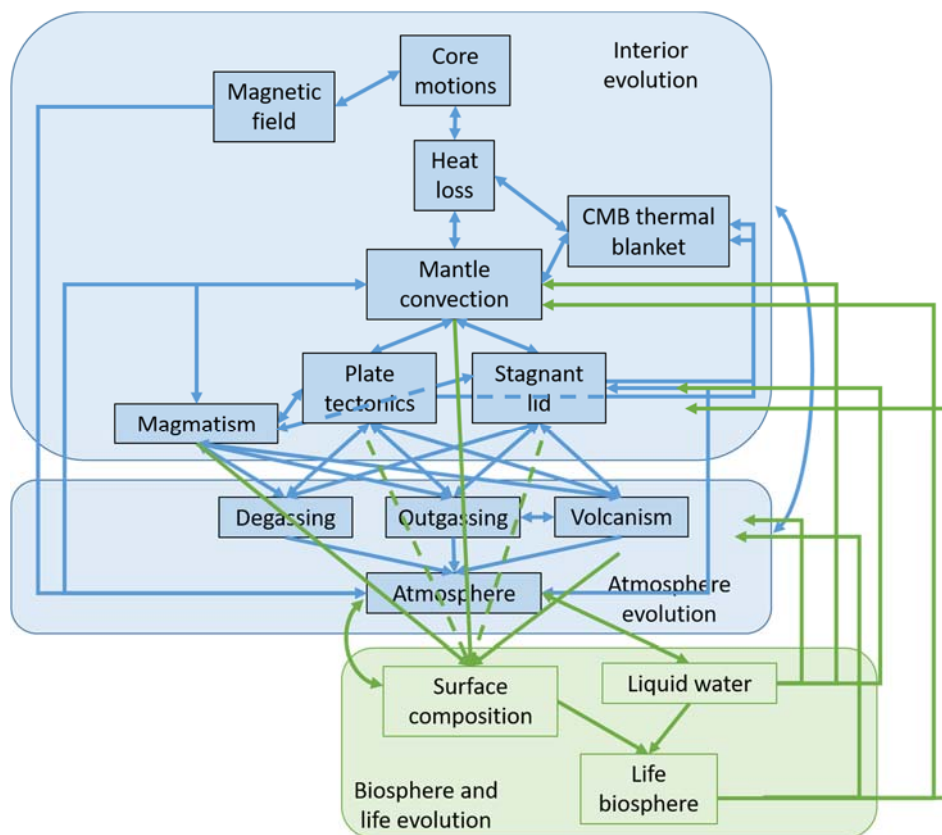 Core
motions
Interior
evolution
Magnetic
field
Heat
loss
CMB thermal
blanket
Mantle
convection
Plate
tectonics
Stagnant
lid
Magmatism
Degassing
Outgassing
Volcanism
Atmosphere
Atmosphere
evolution
Surface
composition
Liquid water
Life
biosphere
Biosphere and
life evolution